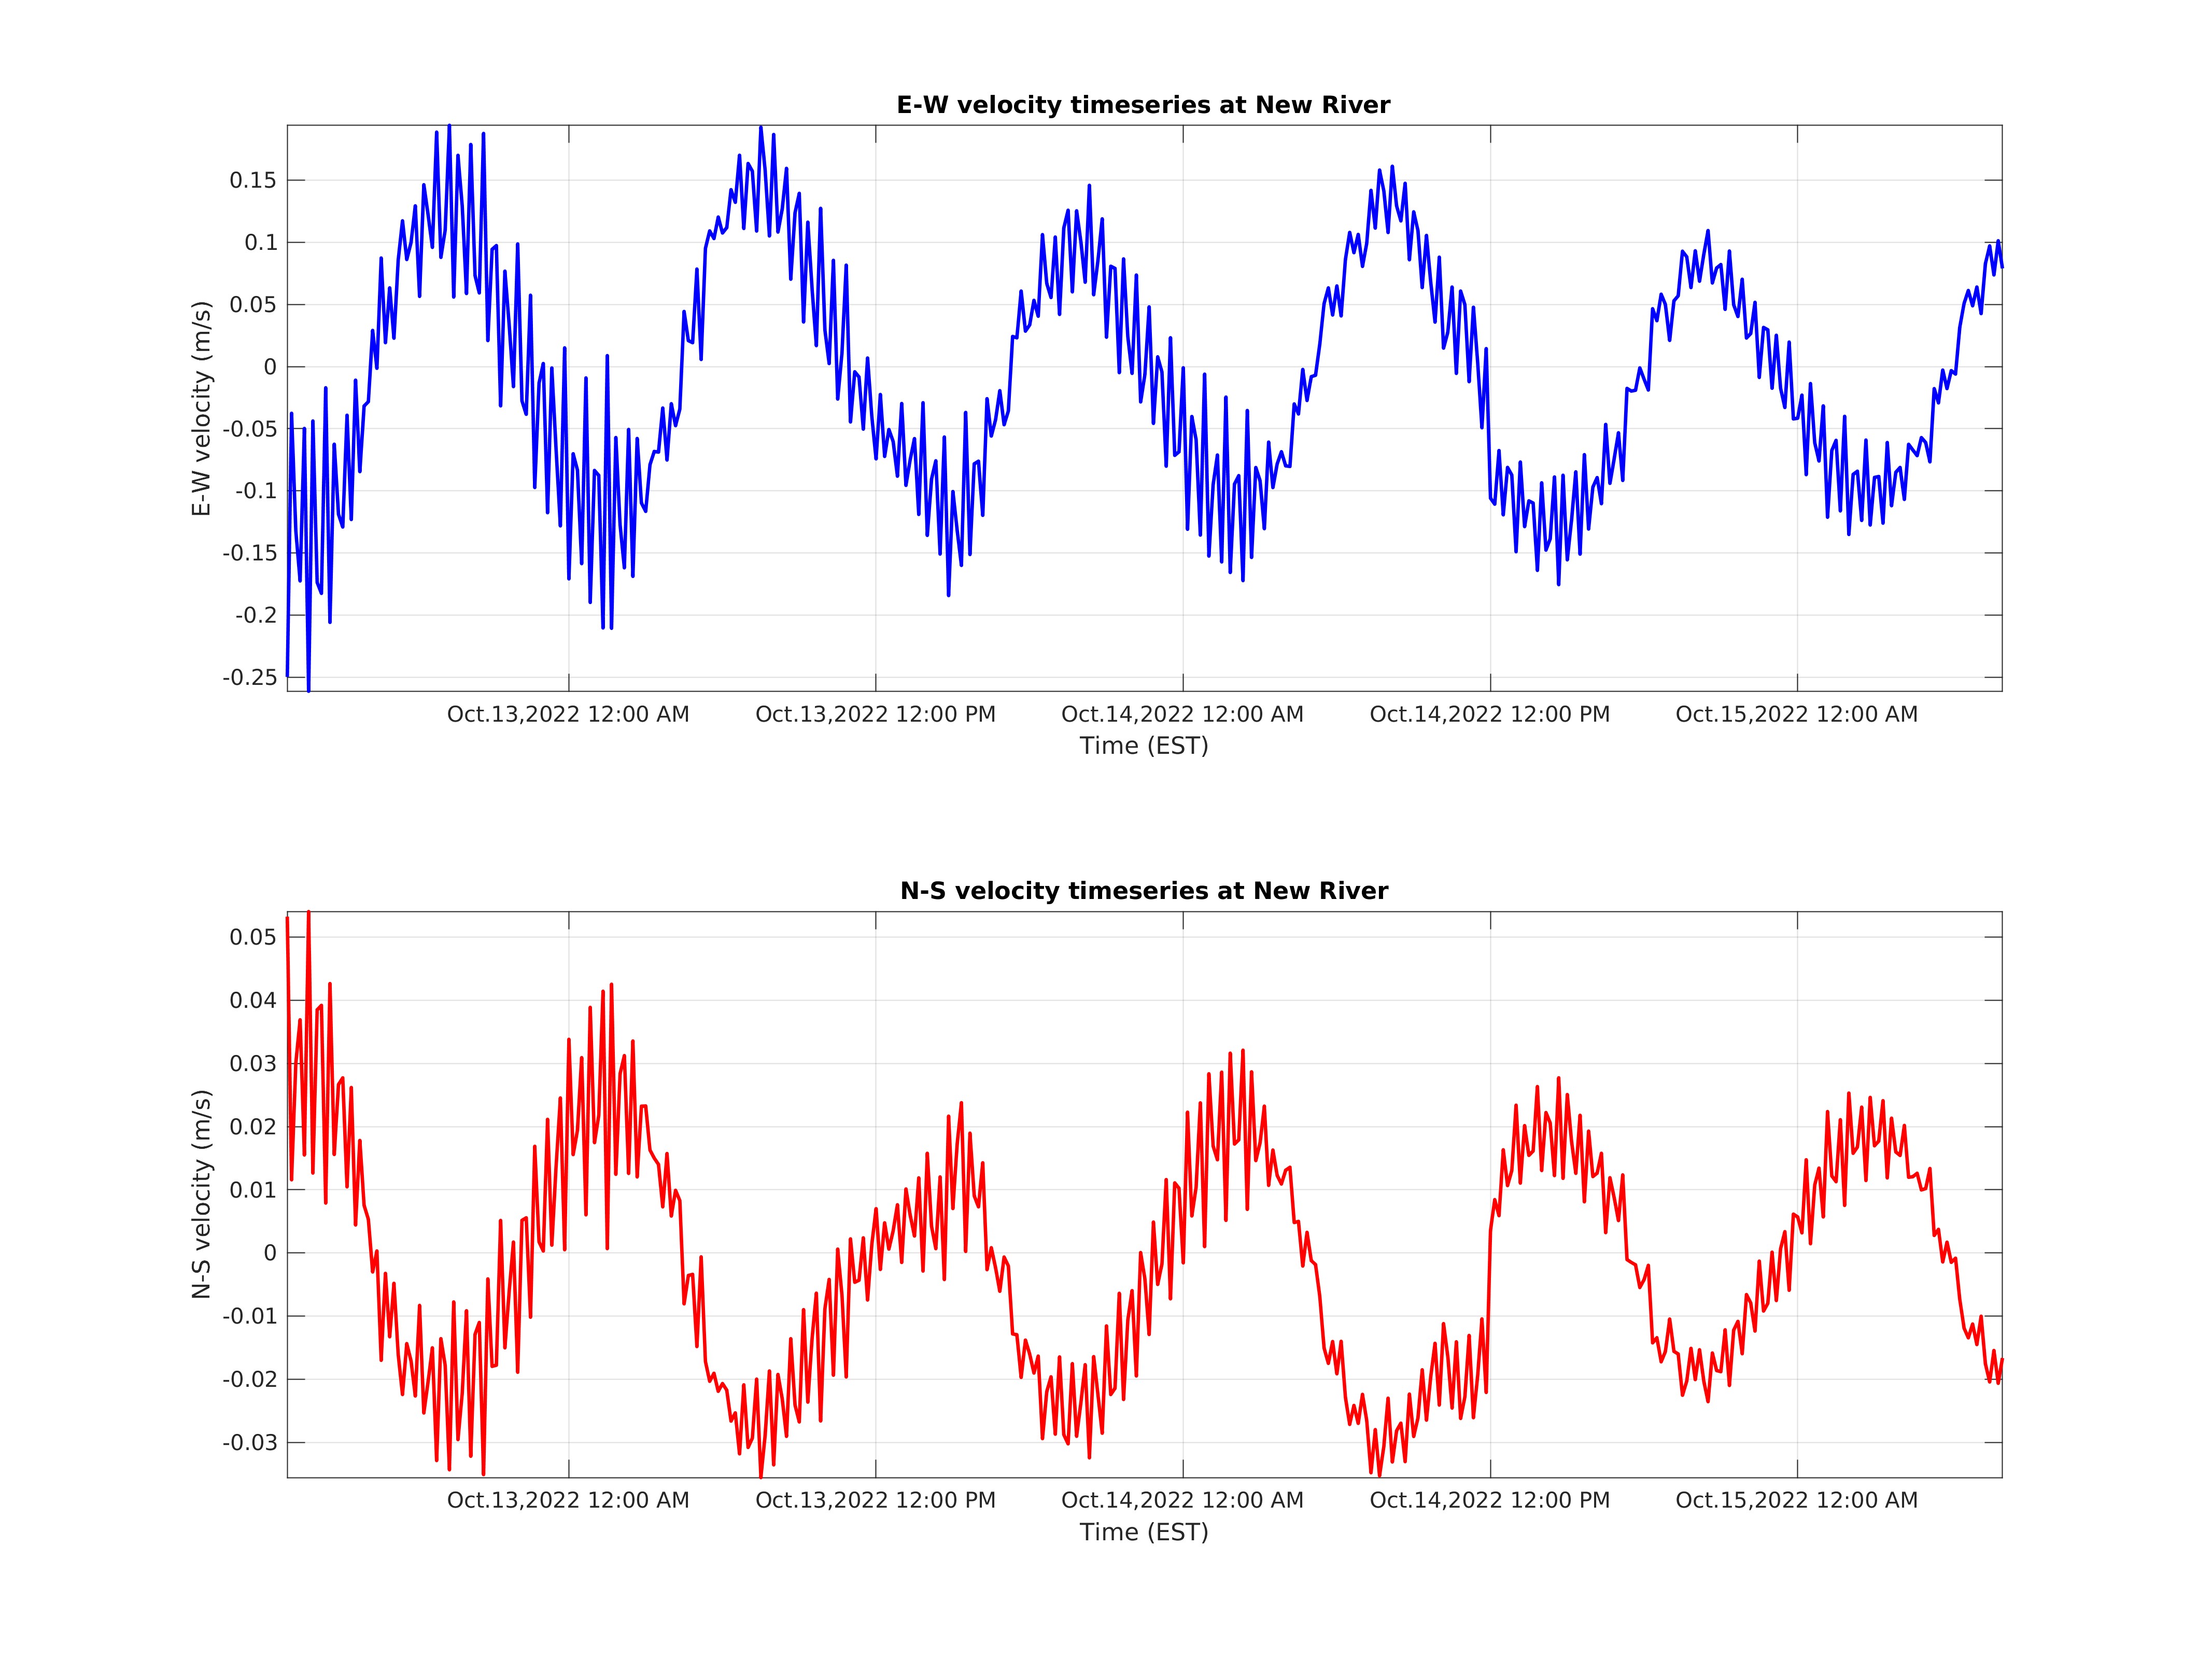 E-W velocity timeseries at New River
E-W velocity (m/s)
0.15
0.1
0.05
0
-0.05
-0.1
-0.15
-0.2
-0.25
Oct.13,2022 12:00 AM Oct.13,2022 12:00 PM Oct.14,2022 12:00 AM Oct.14,2022 12:00 PM Oct.15,2022 12:00 AM
Time (EST)
N-S velocity timeseries at New River
N-S velocity (m/s)
0.05
0.04
0.03
0.02
0.01
0
-0.01
-0.02
-0.03
Oct.13,2022 12:00 AM Oct.13,2022 12:00 PM Oct.14,2022 12:00 AM Oct.14,2022 12:00 PM Oct.15,2022 12:00 AM
Time (EST)